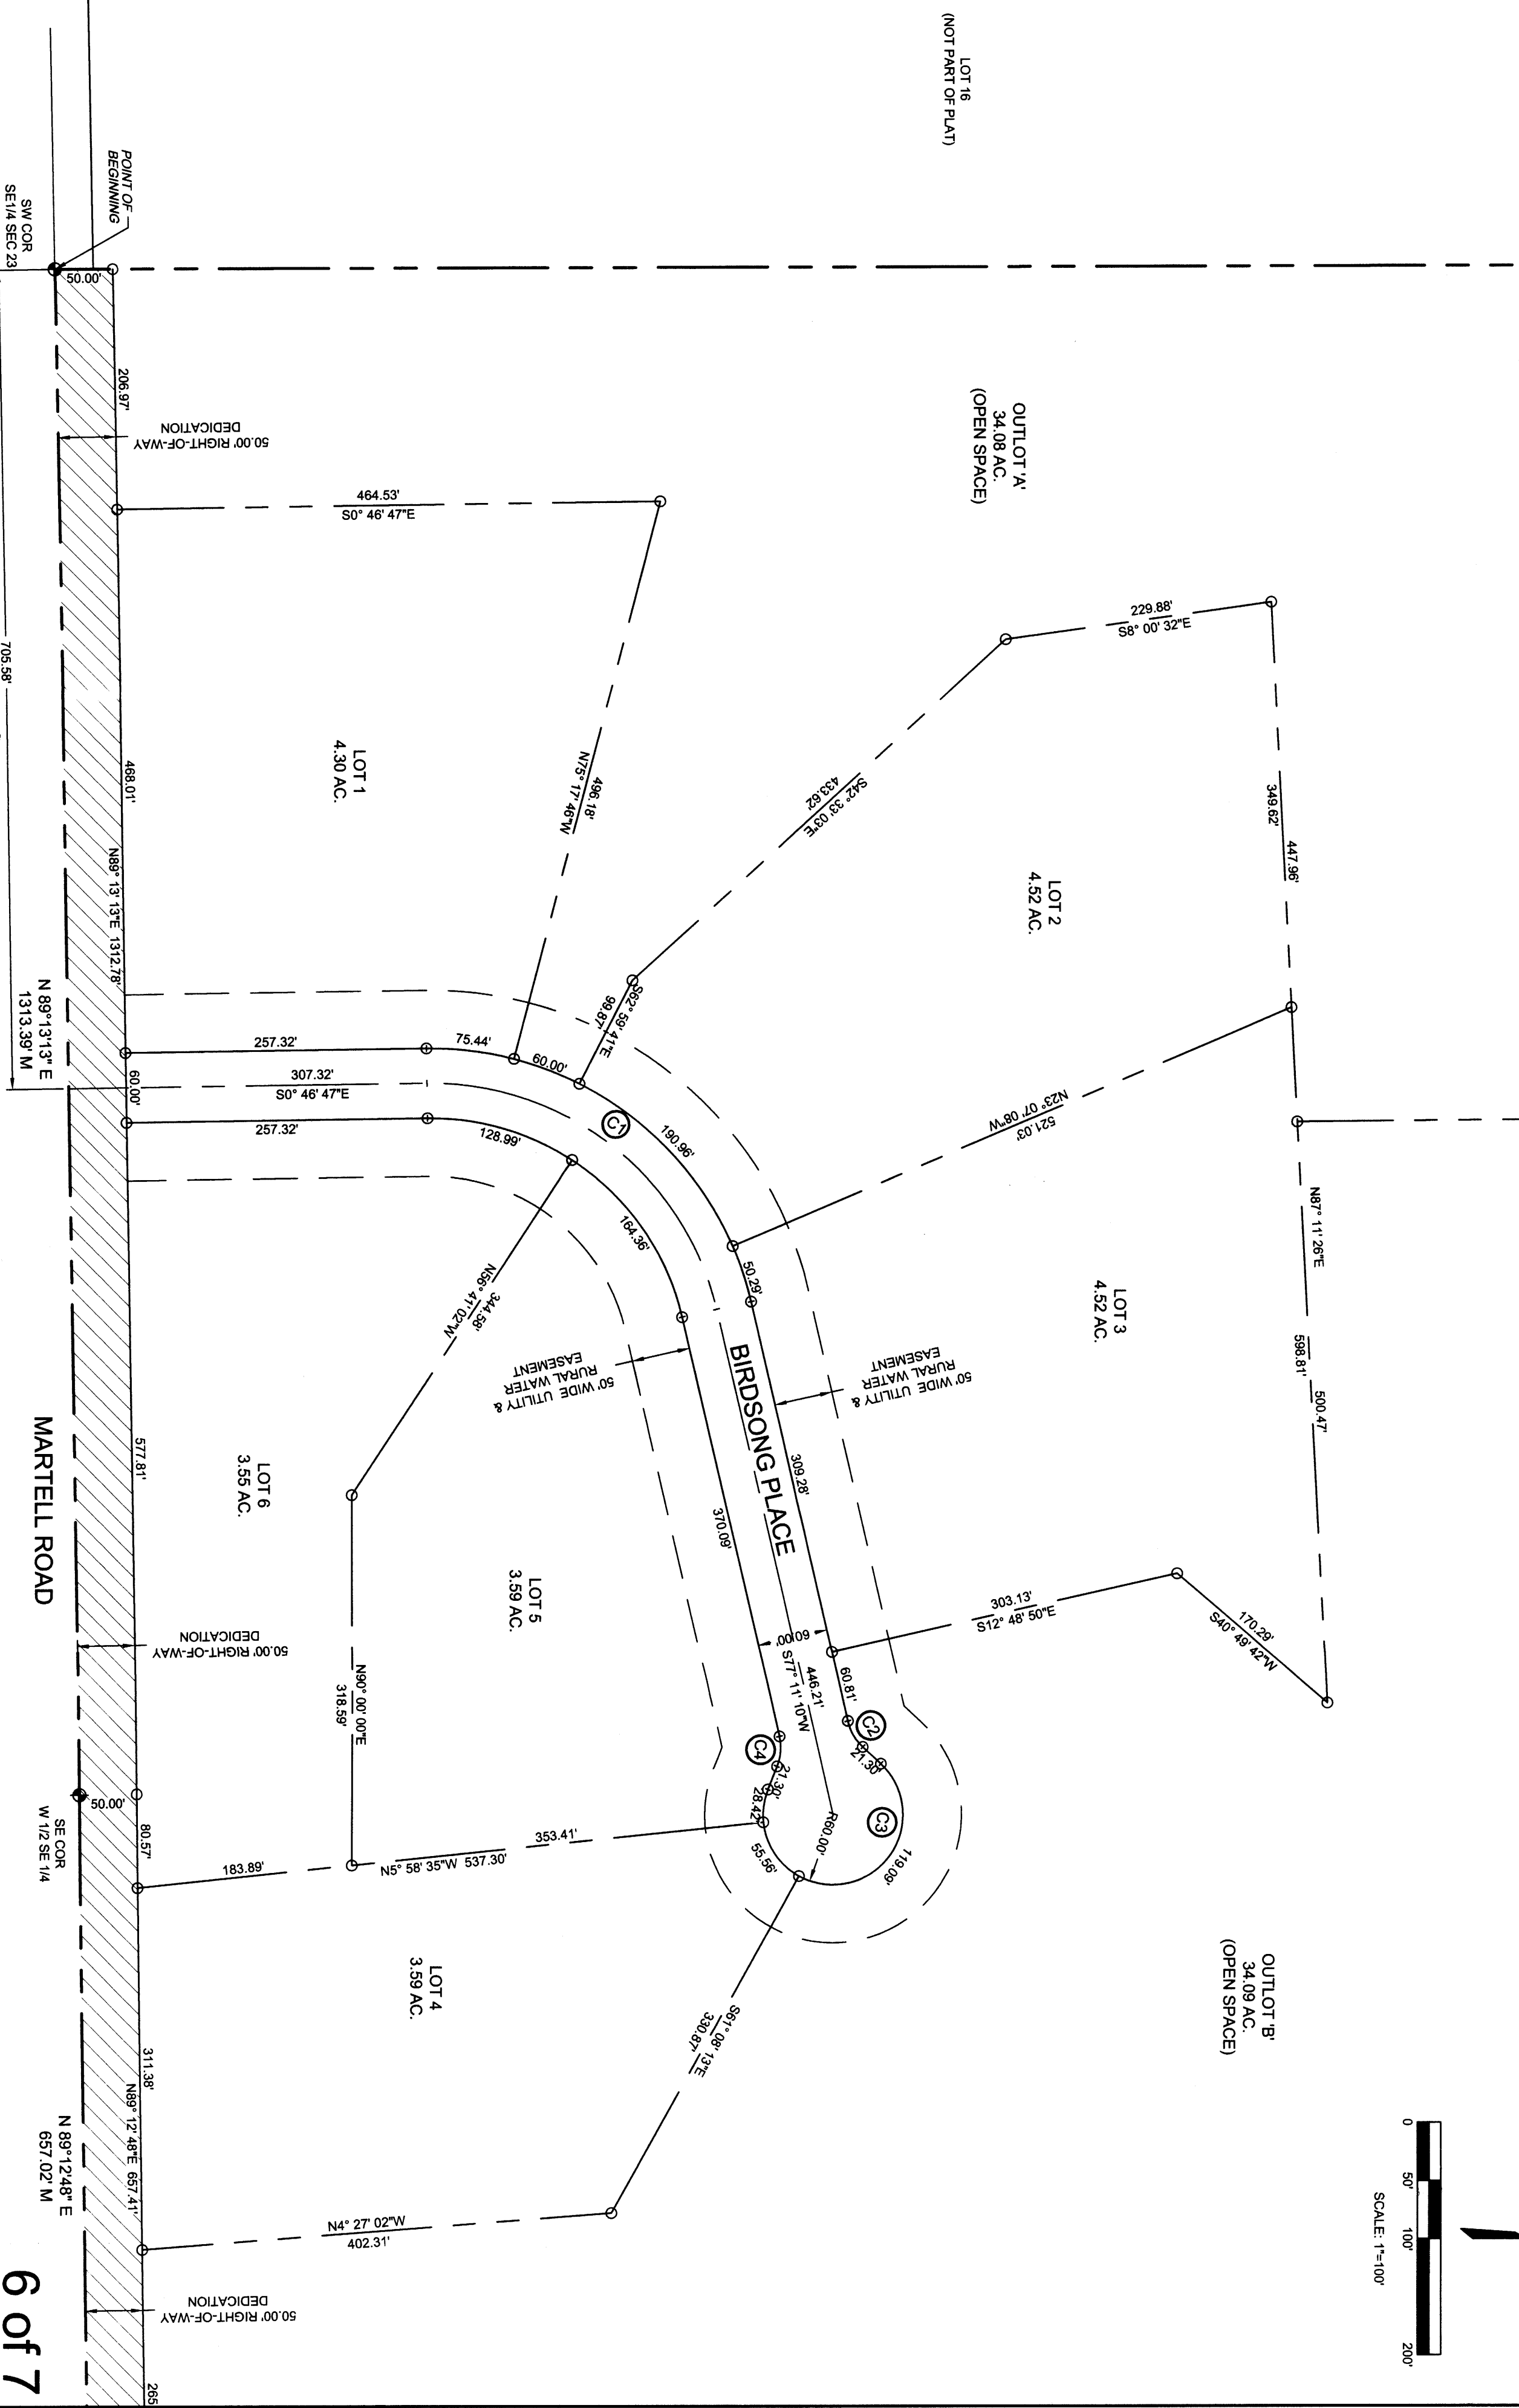 LOT 16
(NOT PART OF PLAT)
POINT OF
BEGINNING
SW COR
SE1/4 SEC 23
50.00'
206.97'
50.00' RIGHT-OF-WAY
DEDICATION
464.53'
S0° 46' 47"E
OUTLOT 'A'
34.08 AC.
(OPEN SPACE)
229.88'
S8° 00' 32"E
349.62'
447.96'
S42° 33' 03"E
433.62'
496.18'
N75° 17' 46"W
LOT 1
4.30 AC.
705.58'
468.01'
N89° 13' 13"E 1312.78'
N 89°13'13" E
1313.39' M
LOT 2
4.52 AC.
S62° 59' 41"E
99.87'
257.32'
75.44'
60.00'
307.32'
S0° 46' 47"E
60.00'
257.32'
128.99'
C1
190.96'
164.36'
50.29'
521.03'
N23° 07' 08"W
N87° 11' 26"E
598.81'
500.47'
LOT 3
4.52 AC.
344.58'
N56° 41' 02"W
50' WIDE UTILITY &
RURAL WATER
EASEMENT
50' WIDE UTILITY &
RURAL WATER
EASEMENT
BIRDSONG PLACE
309.28'
370.09'
60.00'
446.21'
S77° 11' 10"W
60.81'
303.13'
S12° 48' 50"E
170.29'
S40° 49' 42"W
C2
21.30'
C3
R60.00'
119.09'
C4
21.30'
28.42'
55.56'
LOT 6
3.55 AC.
LOT 5
3.59 AC.
577.81'
MARTELL ROAD
50.00' RIGHT-OF-WAY
DEDICATION
N90° 00' 00"E
318.59'
50.00'
SE COR
W 1/2 SE 1/4
80.57'
183.89'
353.41'
N5° 58' 35"W 537.30'
LOT 4
3.59 AC.
S61° 08' 13"E
330.87'
OUTLOT 'B'
34.09 AC.
(OPEN SPACE)
311.38'
N89° 12' 48"E 657.41'
N 89°12'48" E
657.02' M
N4° 27' 02"W
402.31'
50.00' RIGHT-OF-WAY
DEDICATION
265
0 50' 100' 200'
SCALE: 1"=100'
6 of 7